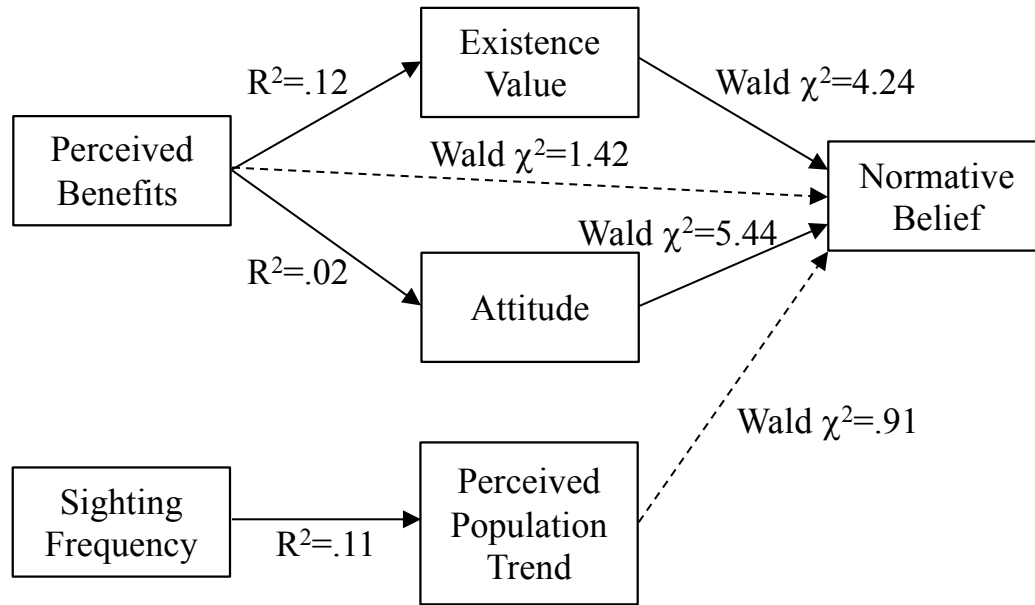 Existence
Value
R²=.12
Wald χ²=4.24
Perceived
Benefits
Wald χ²=1.42
Normative
Belief
Wald χ²=5.44
R²=.02
Attitude
Wald χ²=.91
Sighting
Frequency
R²=.11
Perceived
Population
Trend